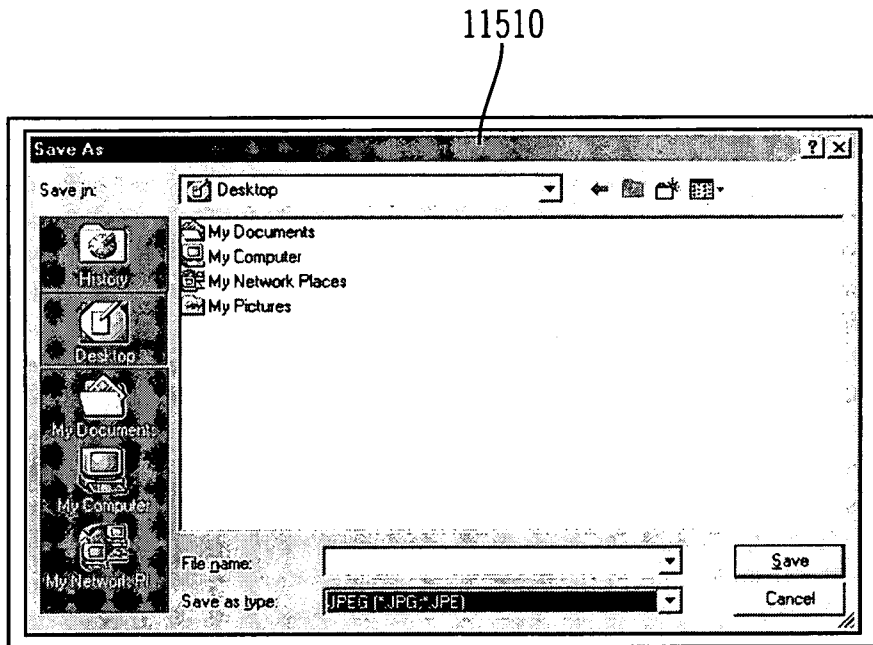 11510
Save As
Save in:
Desktop
History
Desktop
My Documents
My Computer
My Network Pl...
My Documents
My Computer
My Network Places
My Pictures
File name:
Save as type:
JPEG (*.JPG;*.JPE)
Save
Cancel